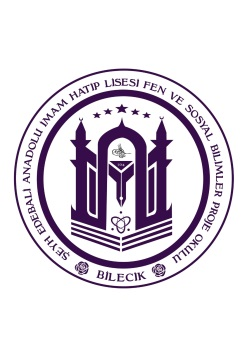 ŞEYH EDEBALİ ANADOLU İMAM HATİP LİSESİ FEN VE SOSYAL BİLİMLER PROJE OKULU
BİLECİK